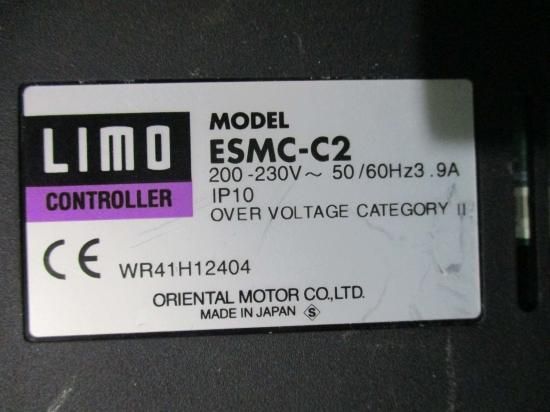 LIMO
CONTROLLER
MODEL
ESMC-C2
200-230V~ 50/60Hz3.9A
IP10
OVER VOLTAGE CATEGORY II
CE WR41H12404
ORIENTAL MOTOR CO.,LTD.
MADE IN JAPAN S